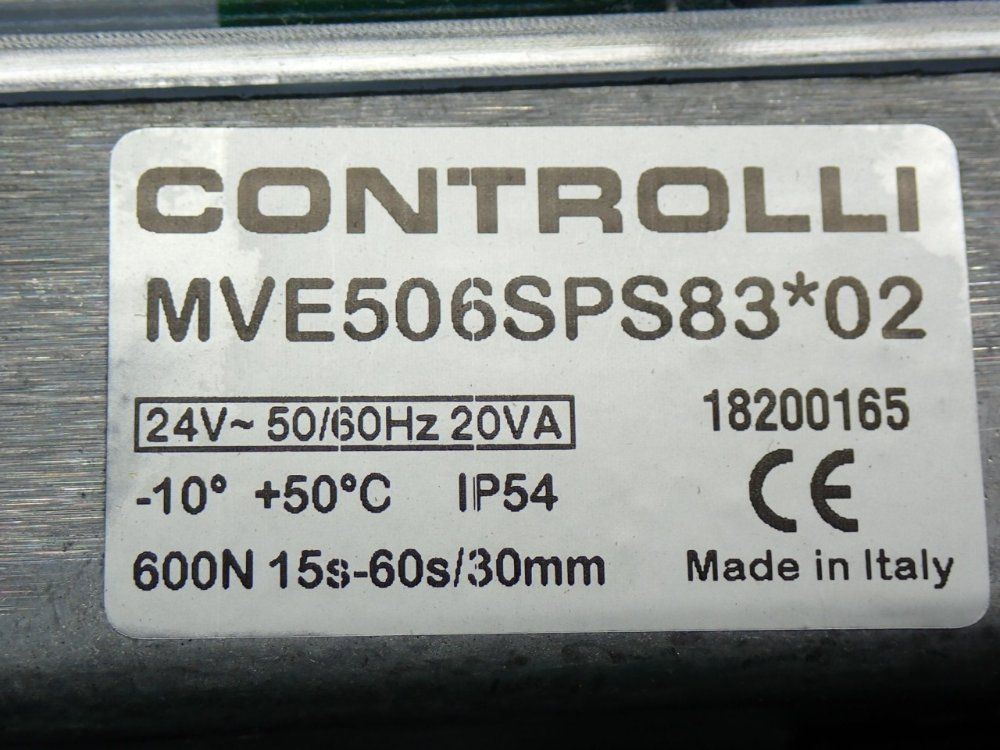 CONTROLLI
MVE506SPS83*02
24V~ 50/60Hz 20VA
18200165
-10° +50°C IP54
CE
600N 15s-60s/30mm
Made in Italy